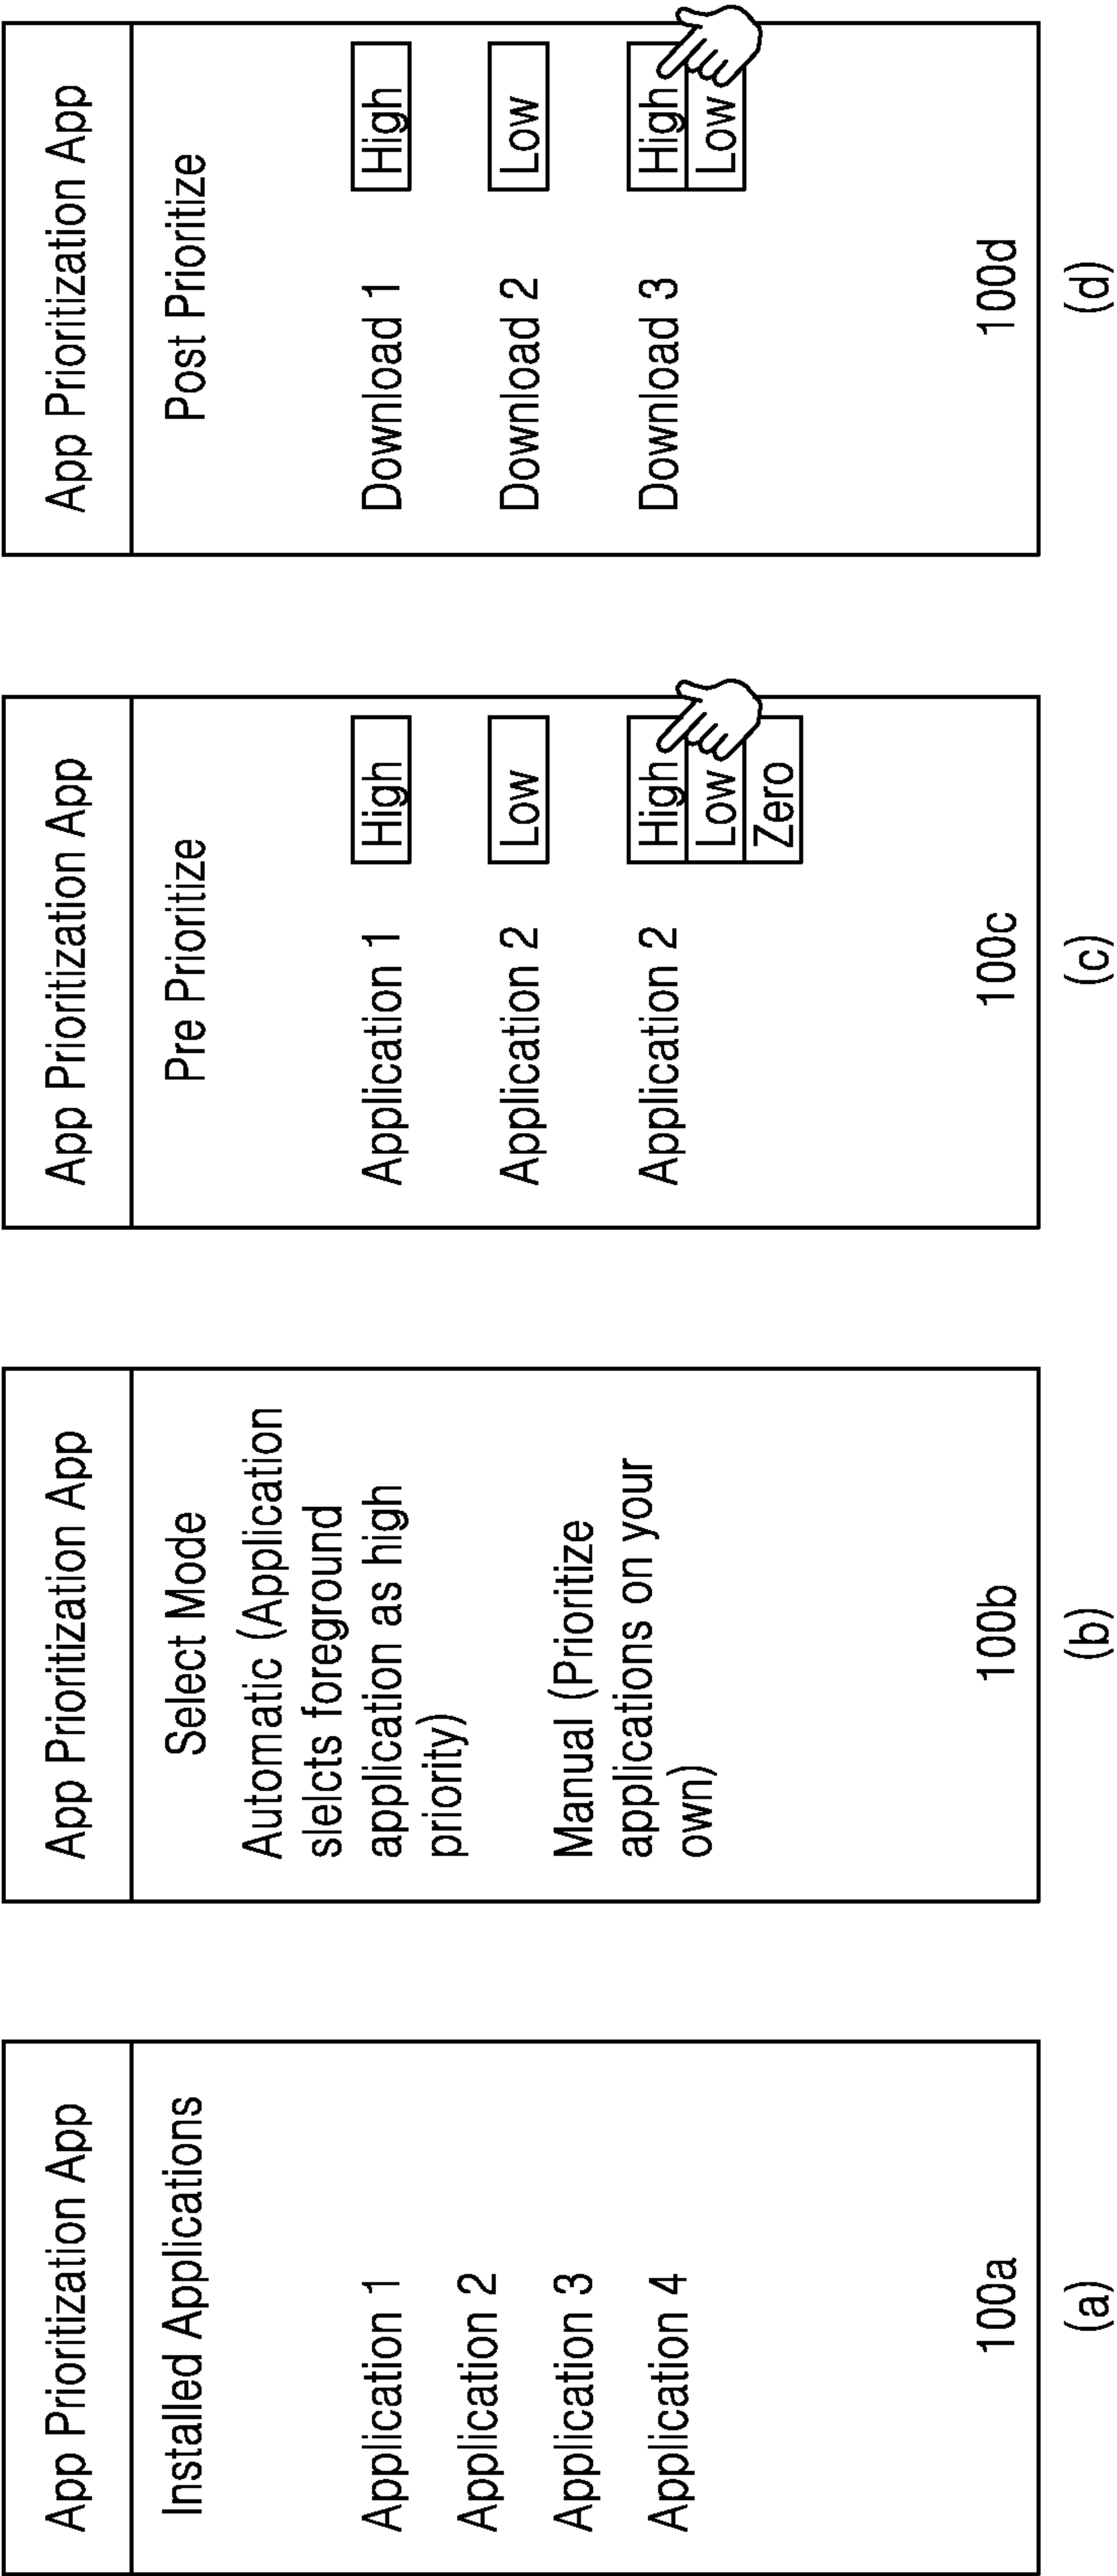 App Prioritization App
Installed Applications
Application 1
Application 2
Application 3
Application 4
100a
(a)
App Prioritization App
Select Mode
Automatic (Application
slelcts foreground
application as high
priority)
Manual (Prioritize
applications on your
own)
100b
(b)
App Prioritization App
Pre Prioritize
Application 1 High
Application 2 Low
Application 2 High
Low
Zero
100c
(c)
App Prioritization App
Post Prioritize
Download 1 High
Download 2 Low
Download 3 High
Low
100d
(d)